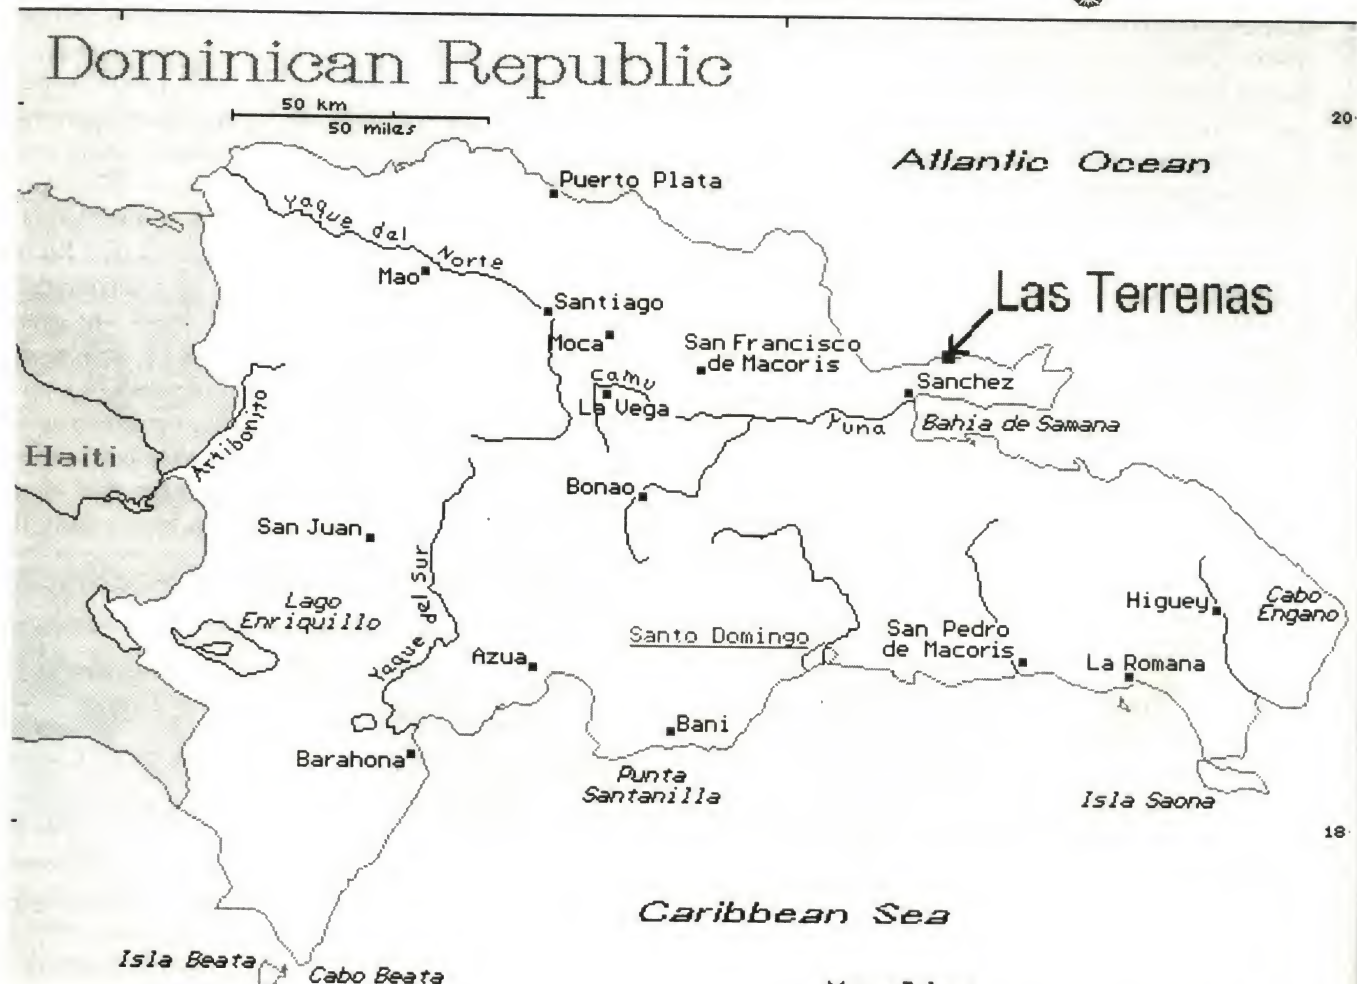 Dominican Republic
50 km
50 miles
20
Atlantic Ocean
Puerto Plata
Yaque del Norte
Mao
Santiago
Las Terrenas
Moca
San Francisco
de Macoris
Camu
Sanchez
La Vega
Yuna
Bahia de Samana
Artibonito
Haiti
Bonao
San Juan
Yaque del Sur
Lago
Enriquillo
Higuey
Cabo
Engano
Santo Domingo
San Pedro
de Macoris
Azua
La Romana
Bani
Barahona
Punta
Santanilla
Isla Saona
18
Caribbean Sea
Isla Beata
Cabo Beata